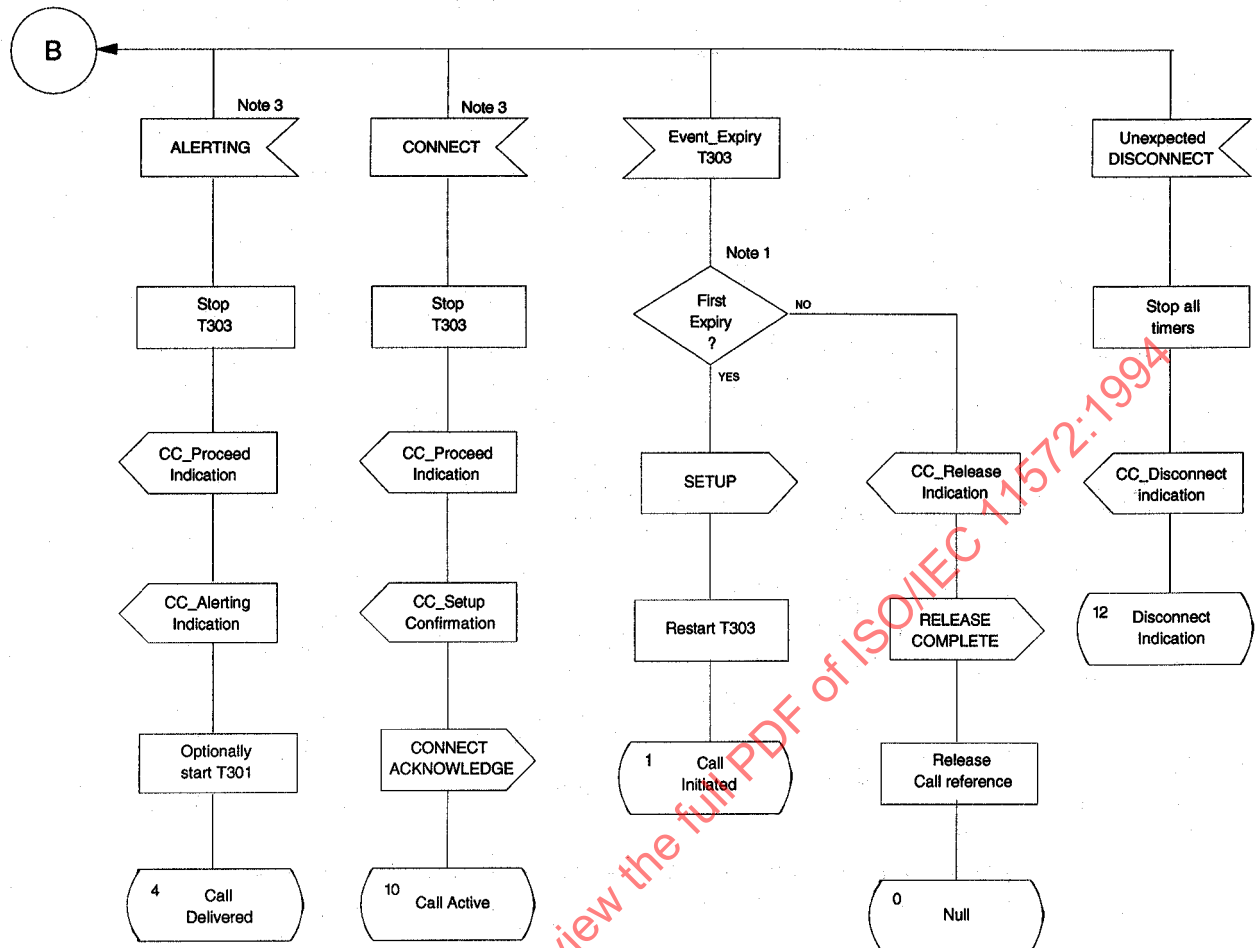 B
Note 3
ALERTING
Stop
T303
CC_Proceed
Indication
CC_Alerting
Indication
Optionally
start T301
4
Call
Delivered
Note 3
CONNECT
Stop
T303
CC_Proceed
Indication
CC_Setup
Confirmation
CONNECT
ACKNOWLEDGE
10
Call Active
Event_Expiry
T303
Note 1
First
Expiry
?
NO
YES
SETUP
Restart T303
1
Call
Initiated
CC_Release
Indication
RELEASE
COMPLETE
Release
Call reference
0
Null
Unexpected
DISCONNECT
Stop all
timers
CC_Disconnect
indication
12
Disconnect
Indication
view the full PDF of ISO/IEC 11572:1994